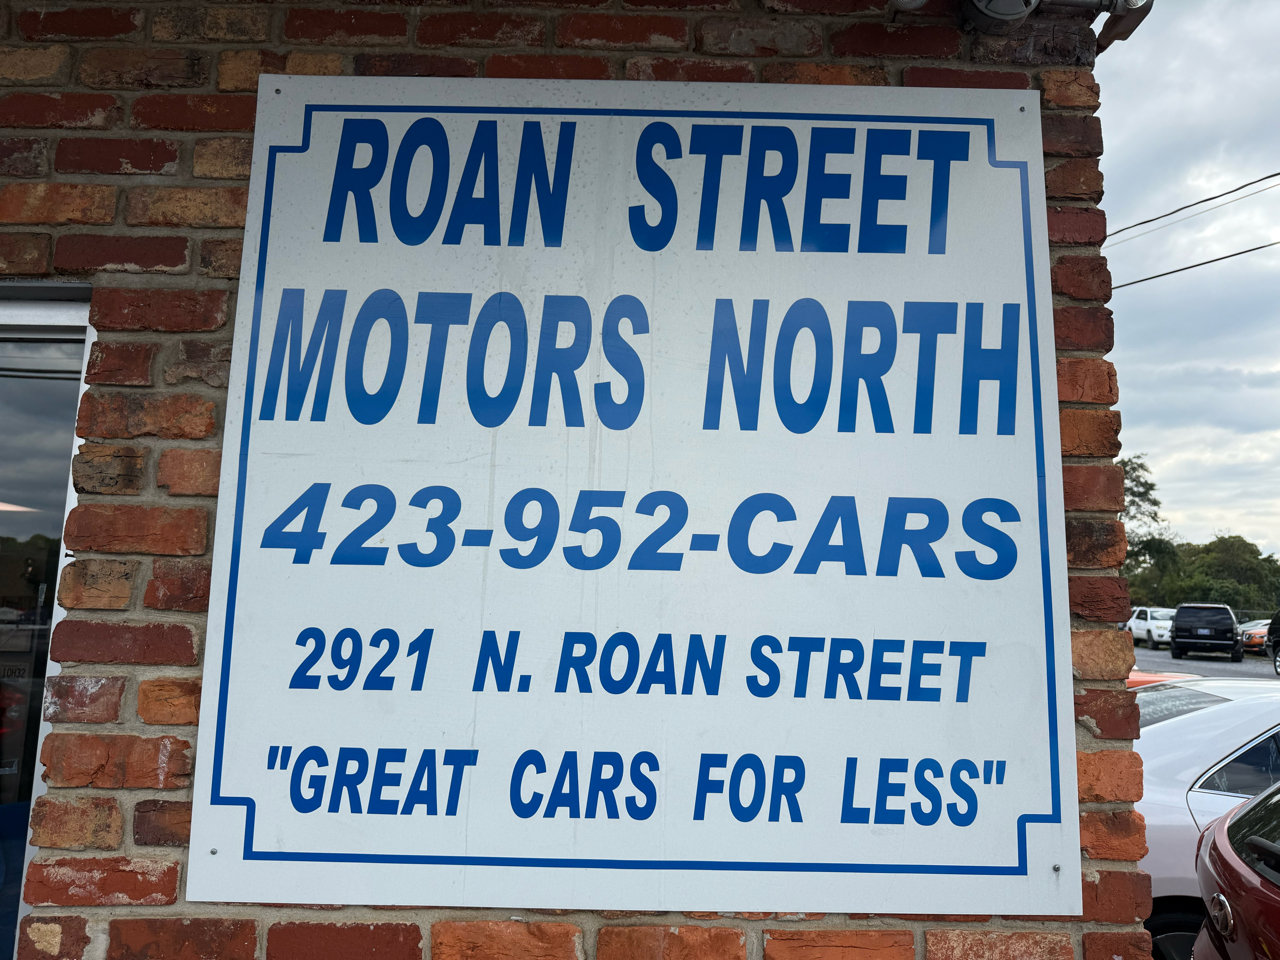 ROAN STREET
MOTORS NORTH
423-952-CARS
2921 N. ROAN STREET
"GREAT CARS FOR LESS"